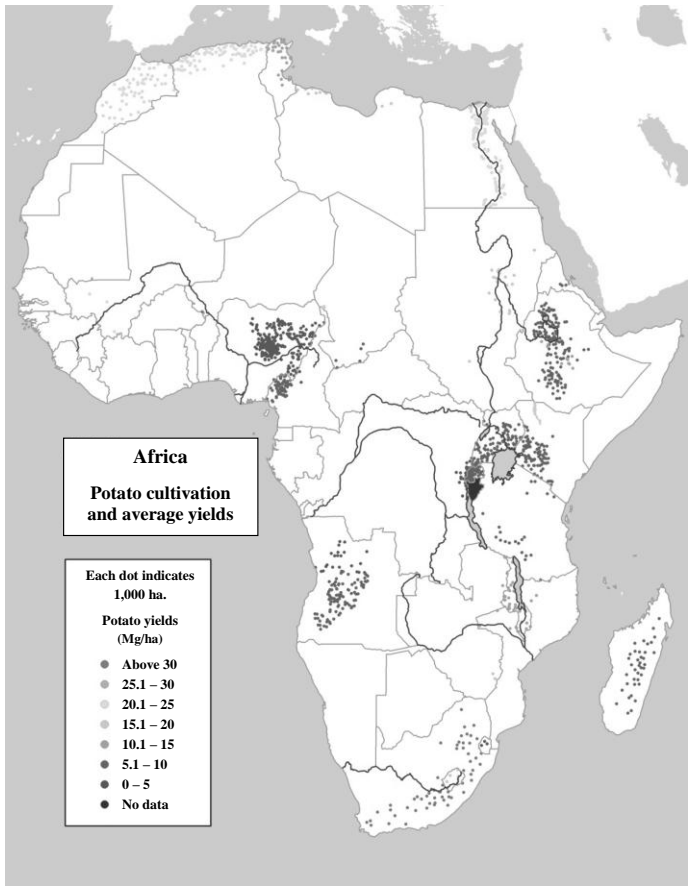 Africa
Potato cultivation
and average yields
Each dot indicates
1,000 ha.
Potato yields
(Mg/ha)
Above 30
25.1 – 30
20.1 – 25
15.1 – 20
10.1 – 15
5.1 – 10
0 – 5
No data